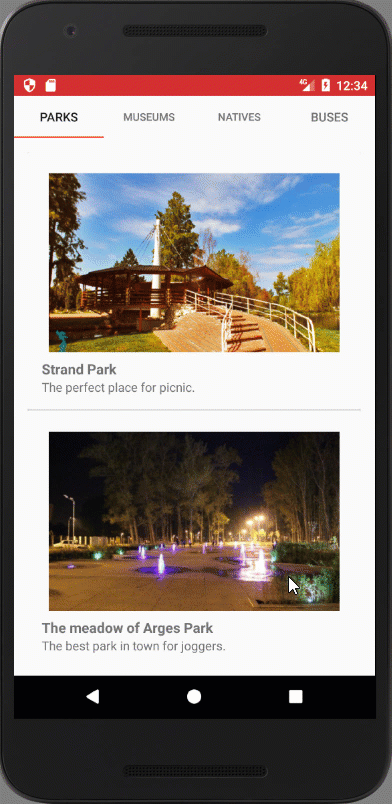 4G 12:34
PARKS MUSEUMS NATIVES BUSES
Strand Park
The perfect place for picnic.
The meadow of Arges Park
The best park in town for joggers.